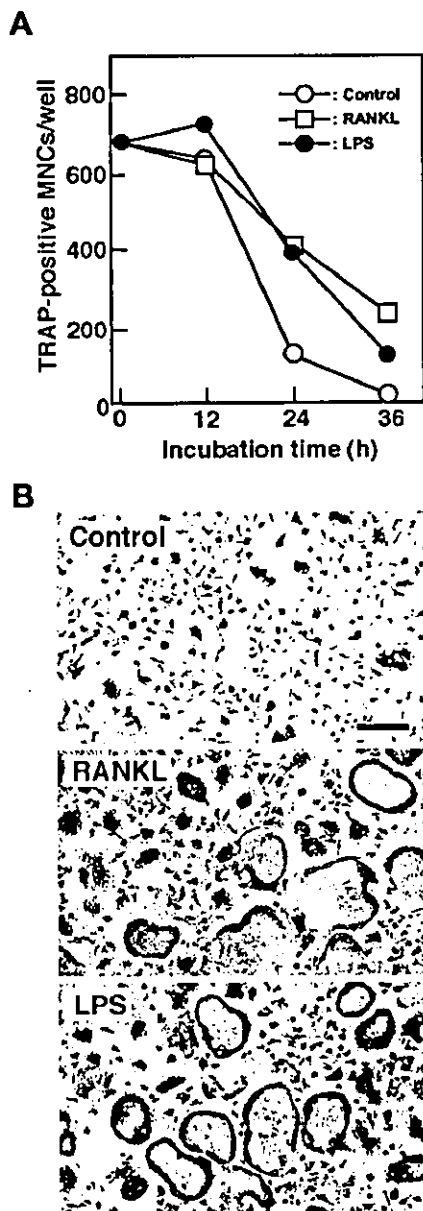 A
TRAP-positive MNCs/well
800
600
400
200
0
○: Control
□: RANKL
●: LPS
0 12 24 36
Incubation time (h)
B
Control
RANKL
LPS